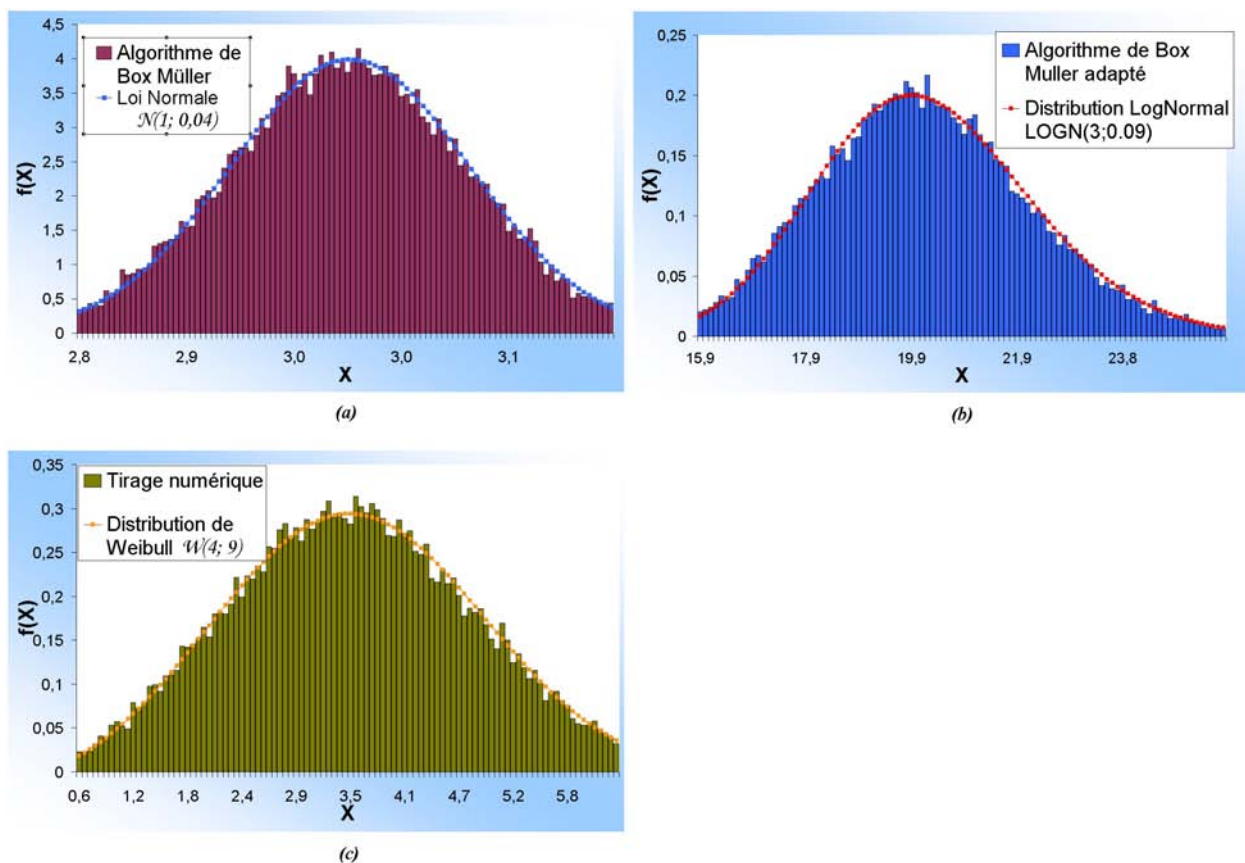 4,5
4
3,5
3
2,5
2
1,5
1
0,5
0
f(X)
Algorithme de
Box Müller
Loi Normale
N(1; 0,04)
2,8 2,9 3,0 3,0 3,1
X
(a)
0,25
0,2
0,15
0,1
0,05
0
f(X)
Algorithme de Box
Muller adapté
Distribution LogNormal
LOGN(3;0.09)
15,9 17,9 19,9 21,9 23,8
X
(b)
0,35
0,3
0,25
0,2
0,15
0,1
0,05
0
f(X)
Tirage numérique
Distribution de
Weibull W(4; 9)
0,6 1,2 1,8 2,4 2,9 3,5 4,1 4,7 5,2 5,8
X
(c)